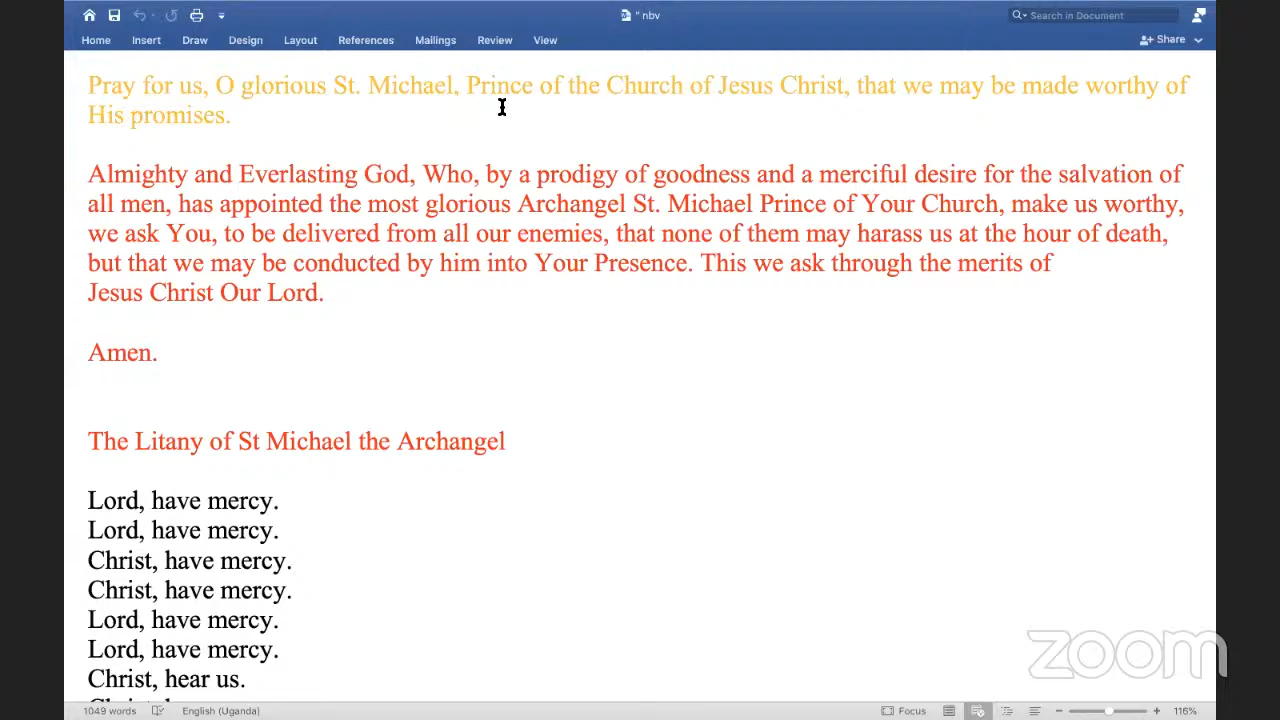 " nbv
Search in Document
Home Insert Draw Design Layout References Mailings Review View
Share
Pray for us, O glorious St. Michael, Prince of the Church of Jesus Christ, that we may be made worthy of
His promises.
Almighty and Everlasting God, Who, by a prodigy of goodness and a merciful desire for the salvation of
all men, has appointed the most glorious Archangel St. Michael Prince of Your Church, make us worthy,
we ask You, to be delivered from all our enemies, that none of them may harass us at the hour of death,
but that we may be conducted by him into Your Presence. This we ask through the merits of
Jesus Christ Our Lord.
Amen.
The Litany of St Michael the Archangel
Lord, have mercy.
Lord, have mercy.
Christ, have mercy.
Christ, have mercy.
Lord, have mercy.
Lord, have mercy.
Christ, hear us.
zoom
1049 words English (Uganda) Focus 116%